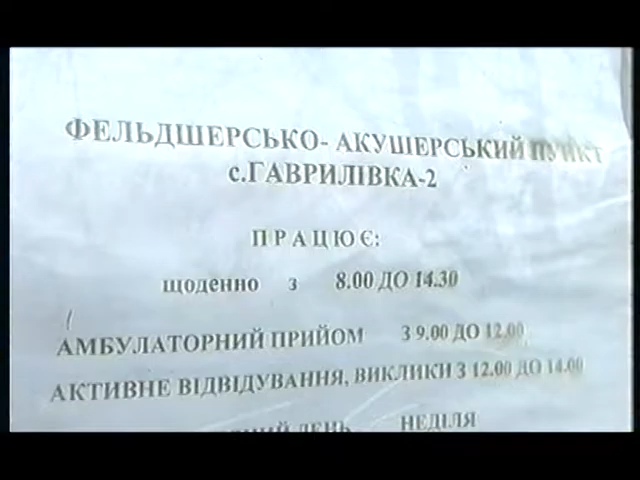 ФЕЛЬДШЕРСЬКО- АКУШЕРСЬКИЙ ПУНКТ
с.ГАВРИЛІВКА-2
ПРАЦЮЄ:
щоденно з 8.00 ДО 14.30
АМБУЛАТОРНИЙ ПРИЙОМ З 9.00 ДО 12.00
АКТИВНЕ ВІДВІДУВАННЯ, ВИКЛИКИ З 12.00 ДО 14.00
ДЕНЬ НЕДІЛЯ